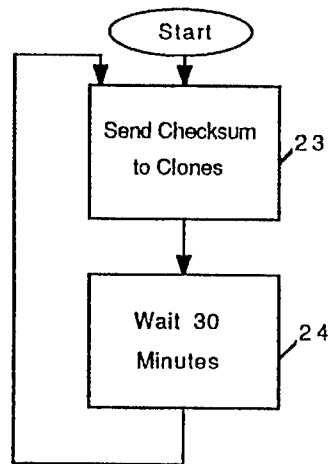 Start
Send Checksum
to Clones
23
Wait 30
Minutes
24